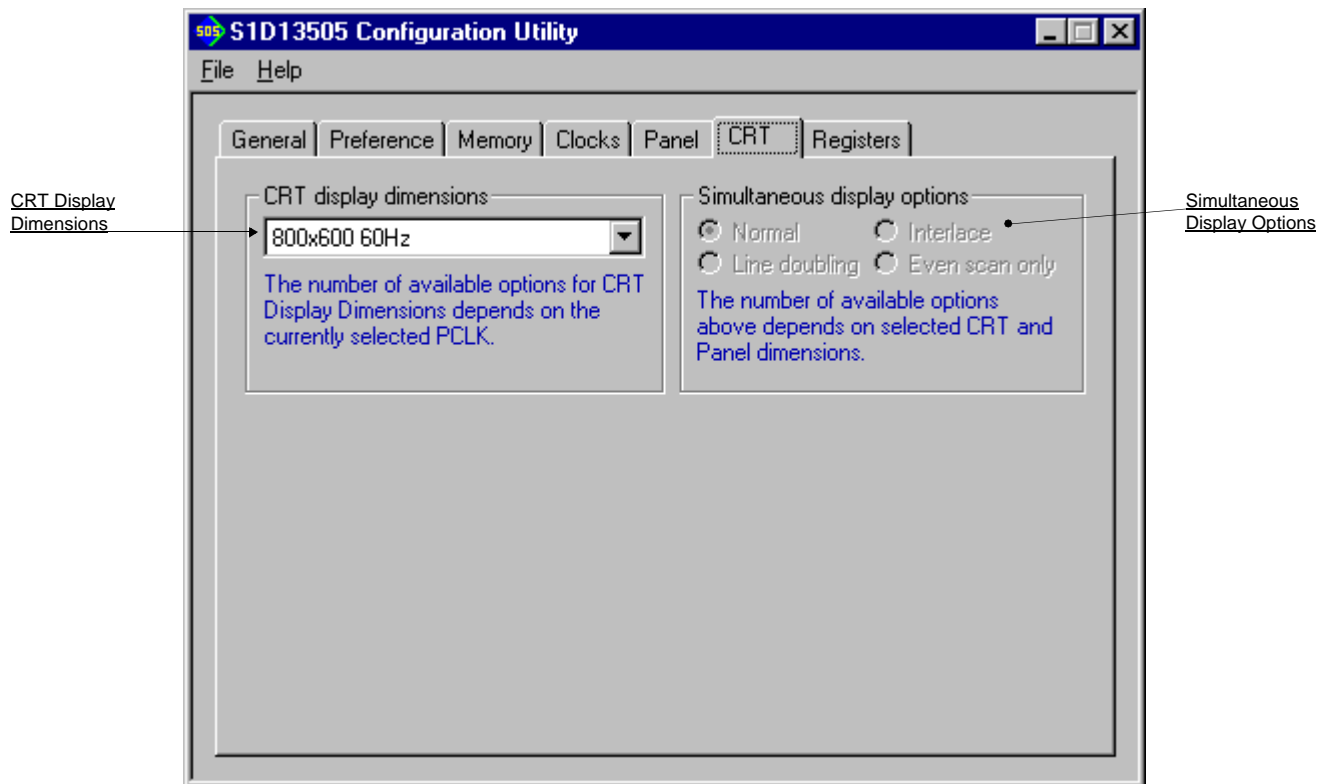 505 S1D13505 Configuration Utility
File Help
General Preference Memory Clocks Panel CRT Registers
CRT Display
Dimensions
CRT display dimensions
800x600 60Hz
The number of available options for CRT
Display Dimensions depends on the
currently selected PCLK.
Simultaneous display options
Normal Interlace
Line doubling Even scan only
The number of available options
above depends on selected CRT and
Panel dimensions.
Simultaneous
Display Options